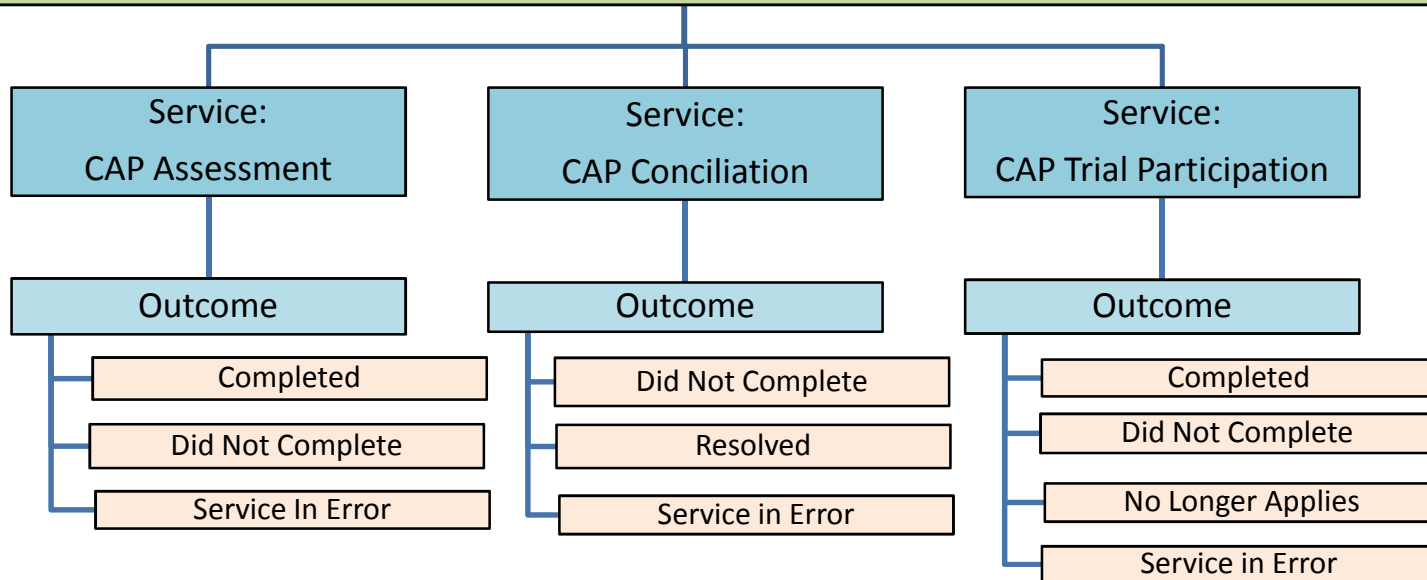 Service:
CAP Assessment
Outcome
Completed
Did Not Complete
Service In Error
Service:
CAP Conciliation
Outcome
Did Not Complete
Resolved
Service in Error
Service:
CAP Trial Participation
Outcome
Completed
Did Not Complete
No Longer Applies
Service in Error